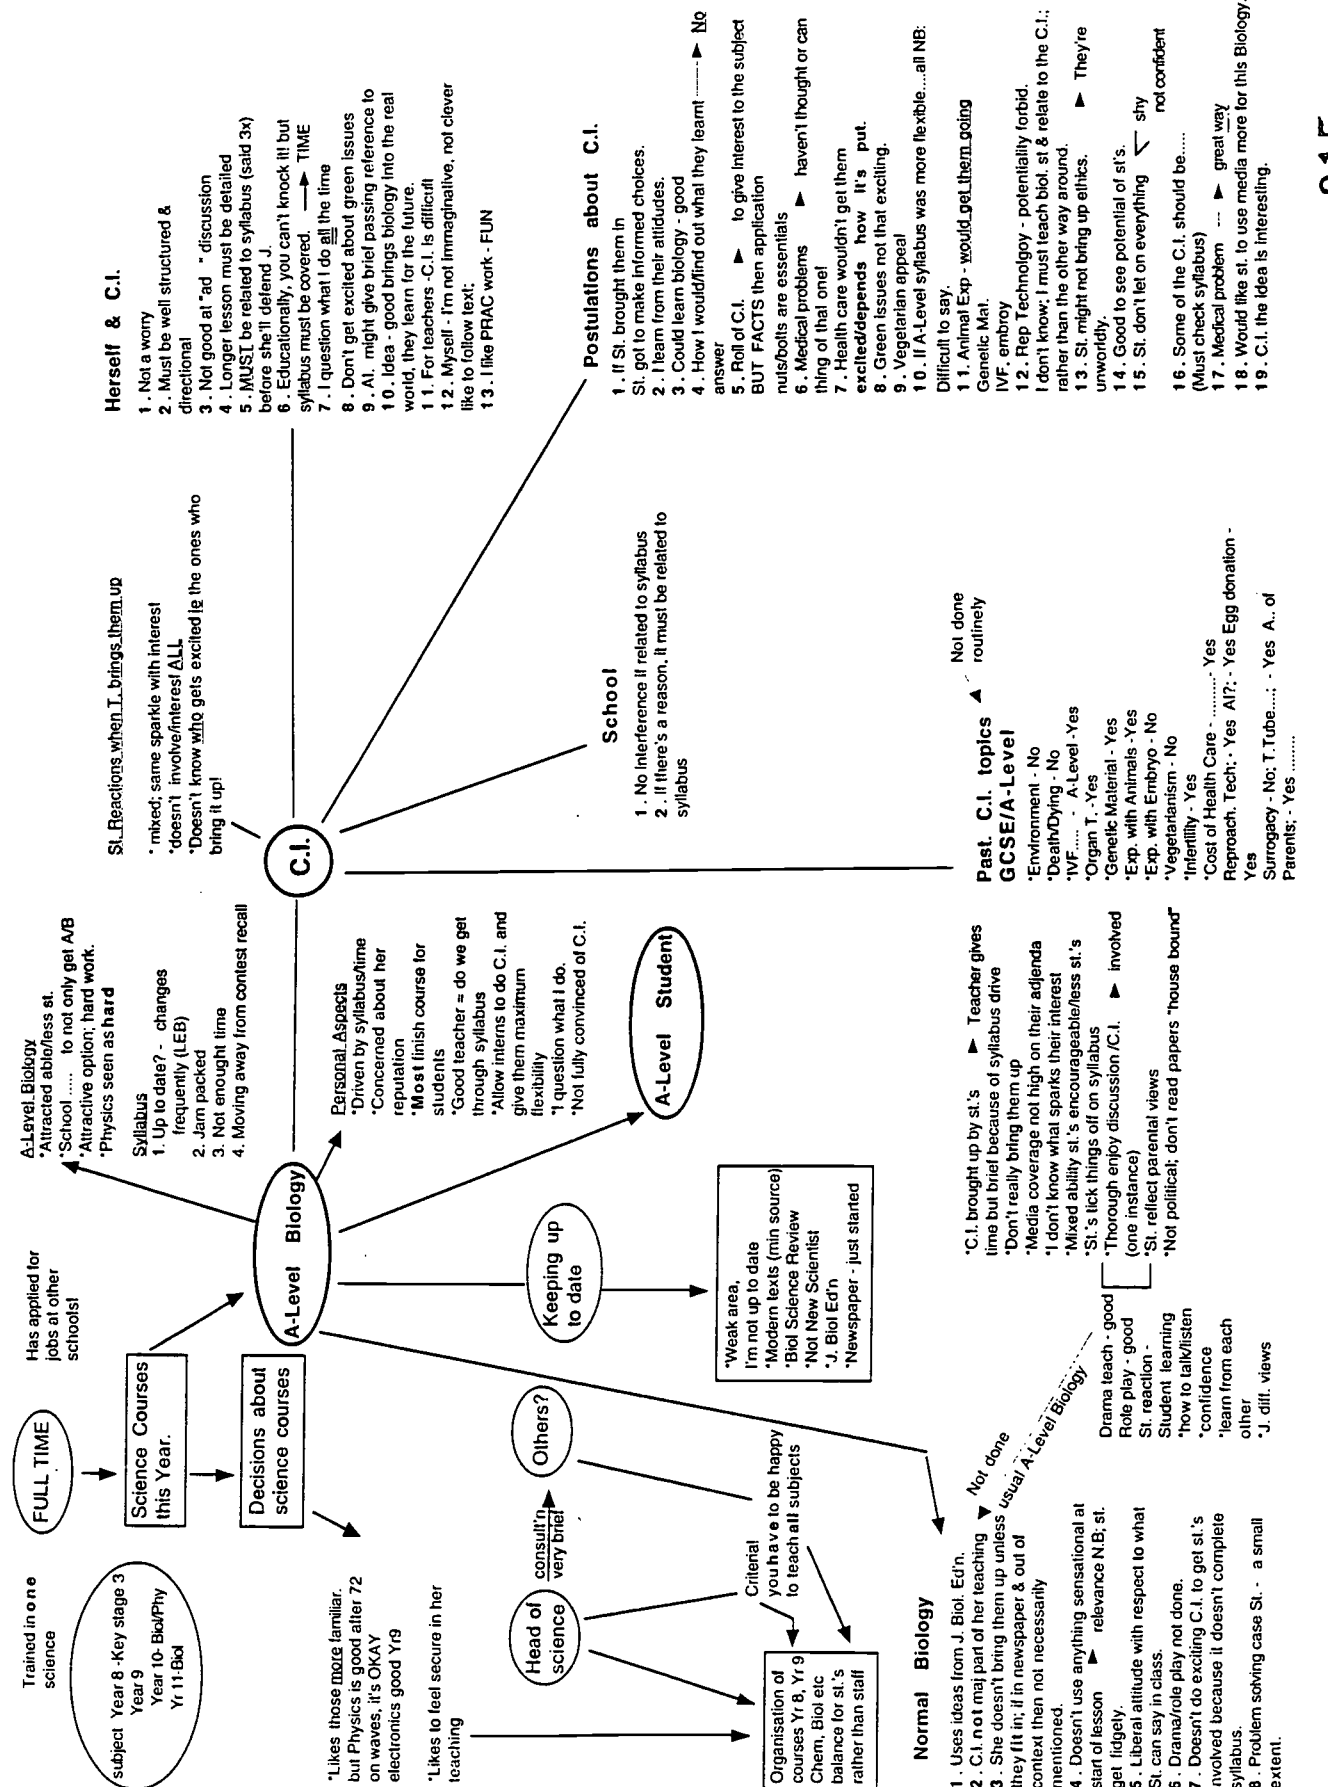 Trained in one
science
subject Year 8 -Key stage 3
Year 9
Year 10- Biol/Phy
Yr 11-Biol
FULL TIME
Has applied for
jobs at other
schools!
Science Courses
this Year.
Decisions about
science courses
*Likes those more familiar.
but Physics is good after 72
on waves, it's OKAY
electronics good Yr9
*Likes to feel secure in her
teaching
Head of
science
consult'n
very brief
Others?
Criterial
you have to be happy
to teach all subjects
Organisation of
courses Yr 8, Yr 9
Chem, Biol etc
balance for st.'s
rather than staff
A-Level Biology
A-Level Biology
*Attracted able/less st.
*School...... to not only get A/B
*Attractive option; hard work.
*Physics seen as hard
Syllabus
1. Up to date? - changes
frequently (LEB)
2. Jam packed
3. Not enought time
4. Moving away from contest recall
Personal Aspects
*Driven by syllabus/time
*Concerned about her
reputation
*Most finish course for
students
*Good teacher = do we get
through syllabus
*Allow interns to do C.I. and
give them maximum
flexibility
*I question what I do.
*Not fully convinced of C.I.
Keeping up
to date
*Weak area,
I'm not up to date
*Modern texts (min source)
*Biol Science Review
*Not New Scientist
*J. Biol Ed'n
*Newspaper - just started
A-Level Student
Normal Biology
1. Uses ideas from J. Biol. Ed'n.
2. C.I. not maj part of her teaching
3. She doesn't bring them up unless
they fit in; if in newspaper & out of
context then not necessarily
mentioned.
4. Doesn't use anything sensational at
start of lesson ► relevance N.B; st.
get fidgety.
5. Liberal attitude with respect to what
St. can say in class.
6. Drama/role play not done.
7. Doesn't do exciting C.I. to get st.'s
nvolved because it doesn't complete
syllabus.
8. Problem solving case St. - a small
extent.
Not done
usual A-Level Biology
Drama teach - good
Role play - good
St. reaction -
Student learning
*how to talk/listen
*confidence
*learn from each
other
*J. diff. views
*C.I. brought up by st.'s ► Teacher gives
time but brief because of syllabus drive
*Don't really bring them up
*Media coverage not high on their adjenda
*I don't know what sparks their interest
*Mixed ability st.'s encourageable/less st.'s
*St.'s tick things off on syllabus
*Thorough enjoy discussion /C.I. ► involved
(one instance)
*St. reflect parental views
*Not political; don't read papers "house bound"
C.I.
St. Reactions when T. brings them up
* mixed; same sparkle with interest
*doesn't involve/interest ALL
*Doesn't know who gets excited ie the ones who
bring it up!
School
1. No Interference if related to syllabus
2. If there's a reason, it must be related to
syllabus
Past. C.I. topics
GCSE/A-Level
Not done
routinely
*Environment - No
*Death/Dying - No
*IVF..... - A-Level -Yes
*Organ T. -Yes
*Genetic Material - Yes
*Exp. with Animals -Yes
*Exp. with Embryo - No
*Vegetarianism - No
*Infertility - Yes
*Cost of Health Care - .........- Yes
Reproach. Tech; - Yes AI?; - Yes Egg donation -
Yes
Surrogacy - No; T.Tube....; - Yes A.. of
Parents; - Yes ........
Herself & C.I.
1. Not a worry
2. Must be well structured &
directional
3. Not good at "ad " discussion
4. Longer lesson must be detailed
5. MUST be related to syllabus (said 3x)
before she'll defend J.
6. Educationally, you can't knock it! but
syllabus must be covered. → TIME
7. I question what I do all the time
8. Don't get excited about green issues
9. AI. might give brief passing reference to
10. Idea - good brings biology into the real
world, they learn for the future.
11. For teachers -C.I. is difficult
12. Myself - I'm not immaginative, not clever
like to follow text;
13. I like PRAC work - FUN
Postulations about C.I.
1. If St. brought them in
St. got to make informed choices.
2. I learn from their attidudes.
3. Could learn biology - good
4. How I would/find out what they learnt ------► No
answer
5. Roll of C.I. ► to give Interest to the subject
BUT FACTS then application
nuts/bolts are essentials
6. Medical problems ► haven't thought or can
thing of that one!
7. Health care wouldn't get them
excited/depends how it's put.
8. Green issues not that exciting.
9. Vegetarian appeal
10. If A-Level syllabus was more flexible....all NB:
Difficult to say.
11. Animal Exp - would get them going
Genetic Mat.
IVF, embroy
12. Rep Technolgoy - potentiality forbid.
I don't know; I must teach biol. st & relate to the C.I.;
rather than the other way around.
13. St. might not bring up ethics. ► They're
unworldly.
14. Good to see potential of st's.
15. St. don't let on everything < shy
not confident
16. Some of the C.I. should be.....
(Must check syllabus)
17. Medical problem --- ► great way
18. Would like st. to use media more for this Biology.
19. C.I. the idea is interesting.